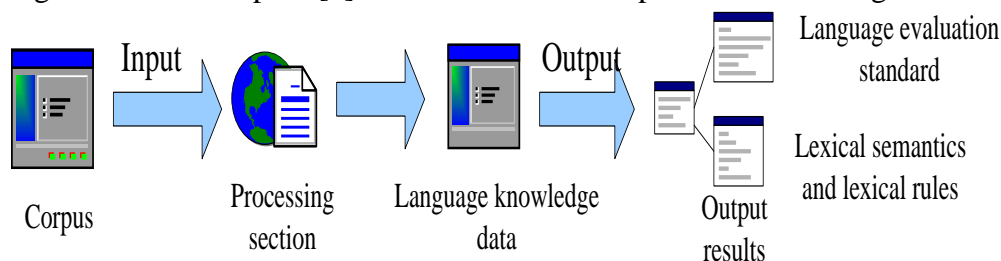 Input
Output
Language evaluation
standard
Lexical semantics
and lexical rules
Corpus
Processing
section
Language knowledge
data
Output
results